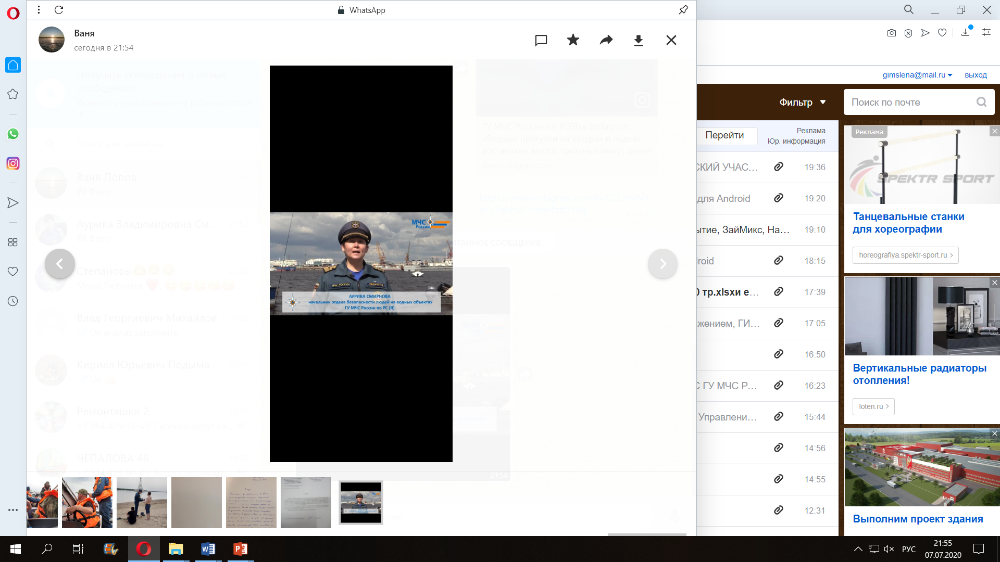 WhatsApp
Ваня
сегодня в 21:54
Получать оповещения о новых
сообщениях
Включить уведомления на рабочем столе
Поиск или новый чат
Ваня Попов
Фото
Аурика Владимировна См...
Фото
Степановы
Мама Любимая
Влад Георгиевич Михайлов
20:28
Ок анализ заполните
Кирилл Юрьевич Подыма...
Ок
Ремонтяшки 2.
+7 964 425-16-48: Сколько берут са...
ЧЕПАЛОВА 46
ГУ МЧС России по РС(Я) в Instagram:
«Водные прогулки на катерах и лодках
доставляют много приятных минут детям
www.instagram.com
ИТАННОЕ СООБЩЕНИЕ
МЧС
России
МЧС РОССИИ
АУРИКА СМИРНОВА
начальник отдела безопасности людей на водных объектах
ГУ МЧС России по РС (Я)
21:54
gimslena@mail.ru
выход
Фильтр
Поиск по почте
Перейти
Реклама
Юр. информация
СКИЙ УЧАС...
19:36
для Android
19:20
ытие, ЗайМикс, На...
19:10
roid
18:15
0 тр.xlsxи е...
17:39
жением, ГИ...
17:05
16:50
С ГУ МЧС Р...
16:23
Управлени...
15:44
14:56
14:55
12:31
Реклама
SPEKTR SPORT
Танцевальные станки
для хореографии
horeografiya.spektr-sport.ru
Вертикальные радиаторы
отопления!
loten.ru
Выполним проект здания
РУС
21:55
07.07.2020